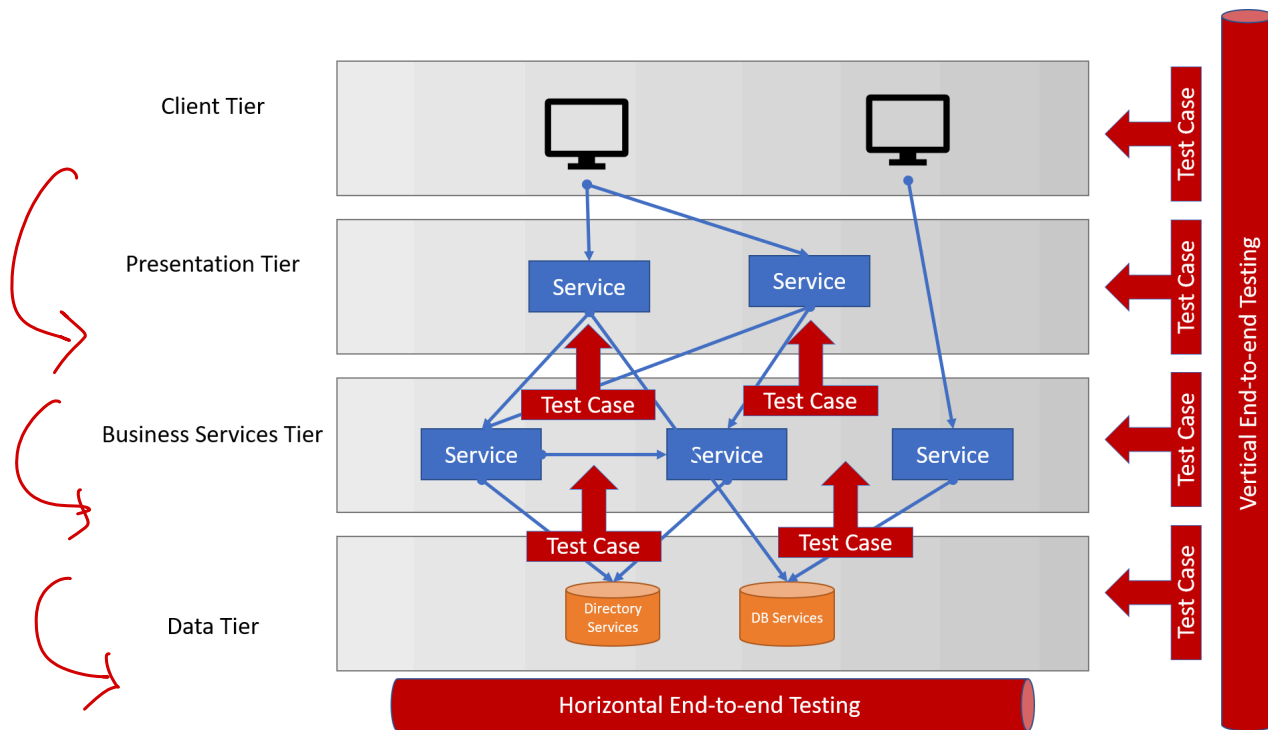 Client Tier
Test Case
Presentation Tier
Service
Service
Test Case
Test Case
Test Case
Business Services Tier
Service
Service
Service
Test Case
Test Case
Test Case
Data Tier
Directory
Services
DB Services
Test Case
Horizontal End-to-end Testing
Vertical End-to-end Testing